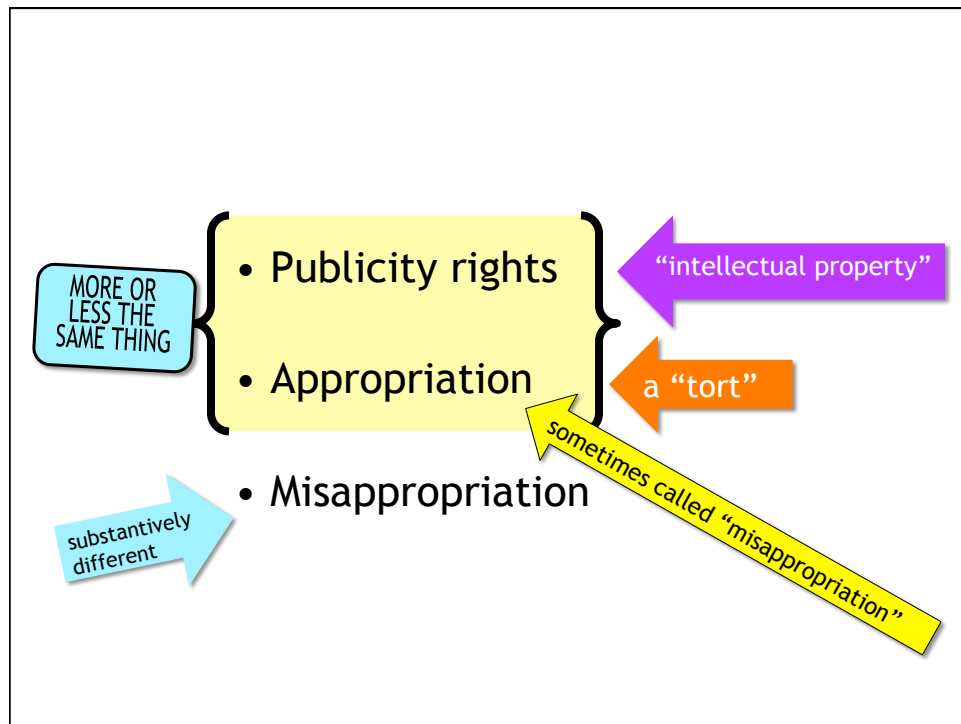 • Publicity rights
“intellectual property”
MORE OR
LESS THE
SAME THING
• Appropriation
a “tort”
sometimes called “misappropriation”
• Misappropriation
substantively
different